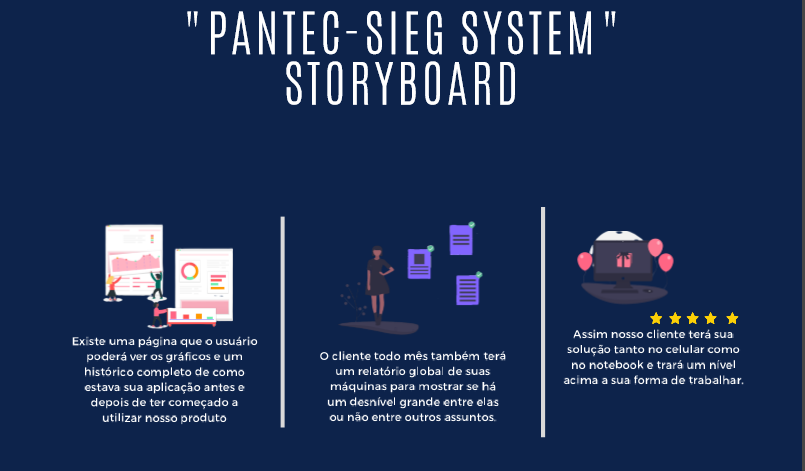 "PANTEC-SIEG SYSTEM"
STORYBOARD
Existe uma página que o usuário
poderá ver os gráficos e um
histórico completo de como
estava sua aplicação antes e
depois de ter começado a
utilizar nosso produto
O cliente todo mês também terá
um relatório global de suas
máquinas para mostrar se há
um desnível grande entre elas
ou não entre outros assuntos.
Assim nosso cliente terá sua
solução tanto no celular como
no notebook e trará um nível
acima a sua forma de trabalhar.